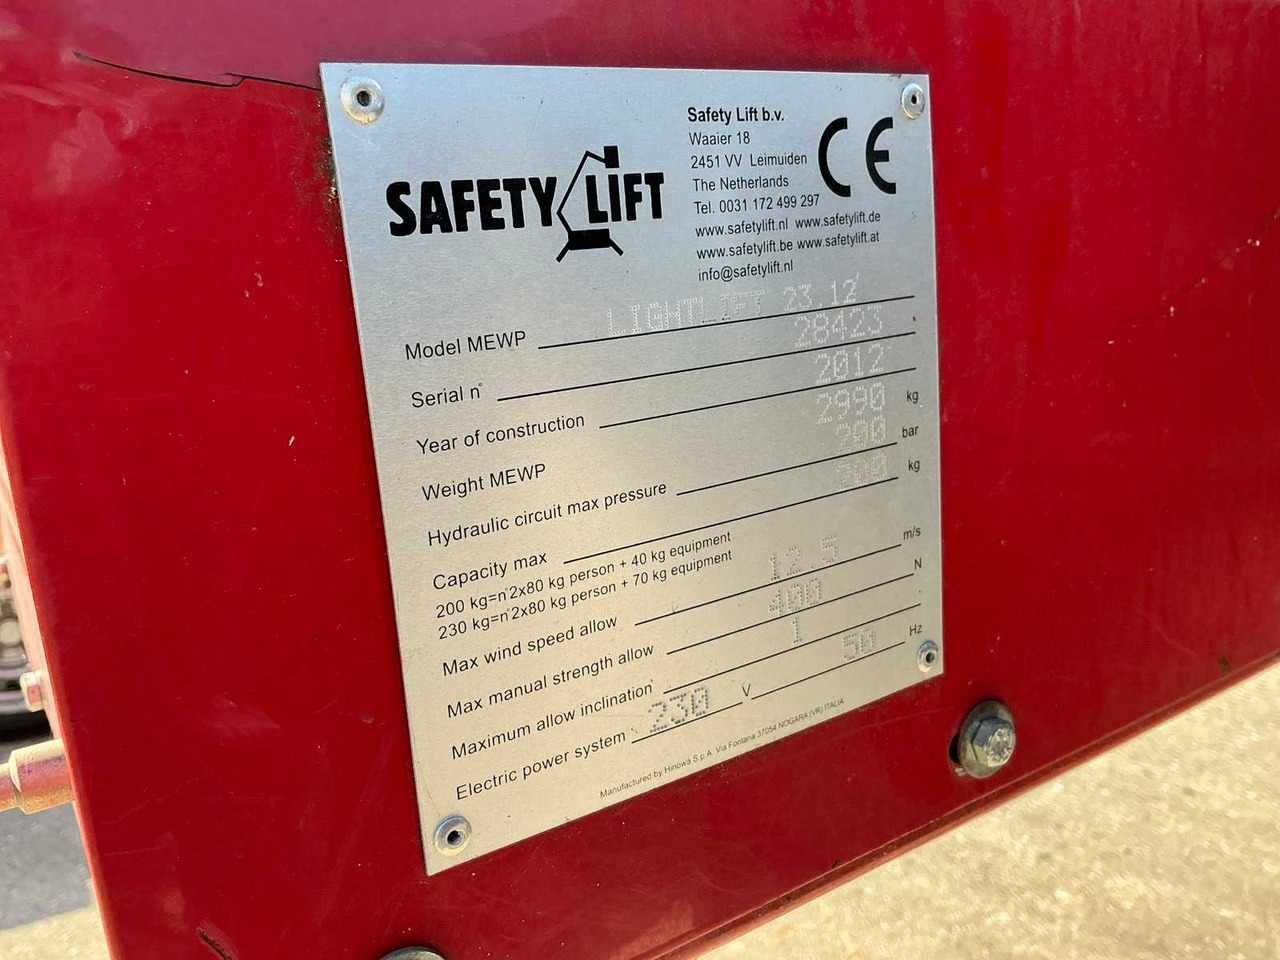 SAFETY LIFT
Safety Lift b.v.
Waaier 18
2451 VV Leimuiden
The Netherlands
Tel. 0031 172 499 297
www.safetylift.nl www.safetylift.de
www.safetylift.be www.safetylift.at
info@safetylift.nl
CE
Model MEWP LIGHTLIFT 23.12
Serial n° 28423
Year of construction 2012
Weight MEWP 2990 kg
Hydraulic circuit max pressure 200 bar
Capacity max 200 kg
200 kg=n°2x80 kg person + 40 kg equipment
230 kg=n°2x80 kg person + 70 kg equipment
Max wind speed allow 12.5 m/s
Max manual strength allow 400 N
Maximum allow inclination° 1
Electric power system 230 V 50 Hz
Manufactured by Hinowa S.p.A. Via Fontana 37054 NOGARA (VR) ITALIA